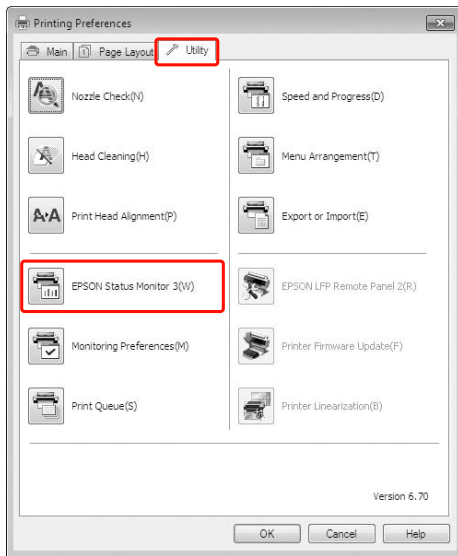 Printing Preferences
Main
Page Layout
Utility
Nozzle Check(N)
Speed and Progress(D)
Head Cleaning(H)
Menu Arrangement(T)
Print Head Alignment(P)
Export or Import(E)
EPSON Status Monitor 3(W)
EPSON LFP Remote Panel 2(R)
Monitoring Preferences(M)
Printer Firmware Update(F)
Print Queue(S)
Printer Linearization(B)
Version 6.70
OK
Cancel
Help